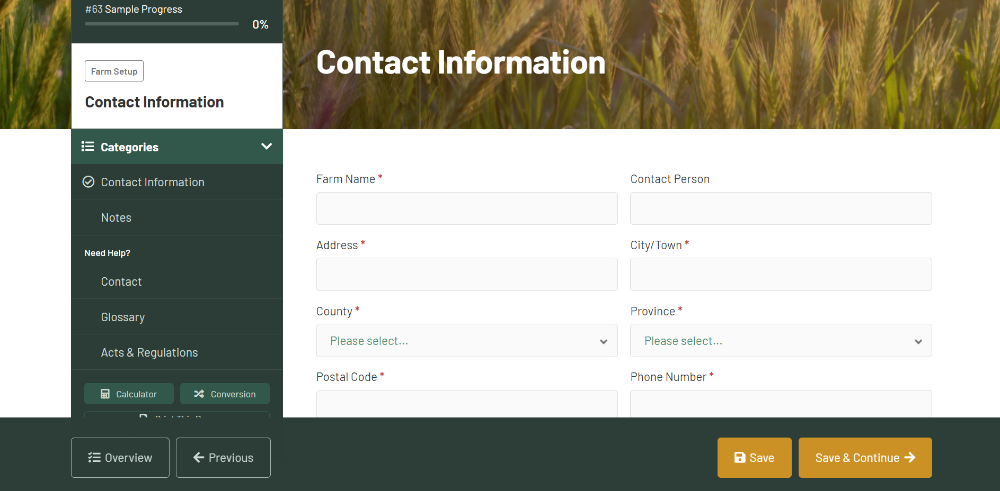 #63 Sample Progress
0%
Farm Setup
Contact Information
Categories
Contact Information
Notes
Need Help?
Contact
Glossary
Acts & Regulations
Calculator
Conversion
Contact Information
Farm Name *
Contact Person
Address *
City/Town *
County *
Province *
Please select...
Please select...
Postal Code *
Phone Number *
Overview
Previous
Save
Save & Continue